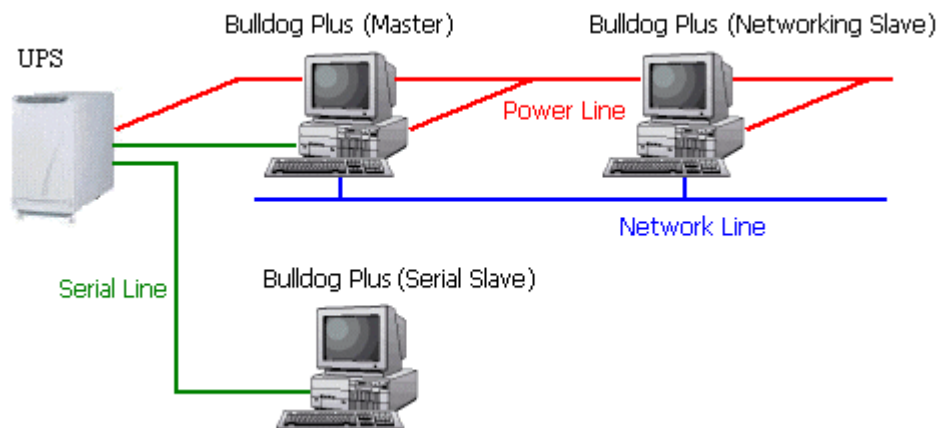 Bulldog Plus (Master)
Bulldog Plus (Networking Slave)
UPS
Power Line
Network Line
Serial Line
Bulldog Plus (Serial Slave)